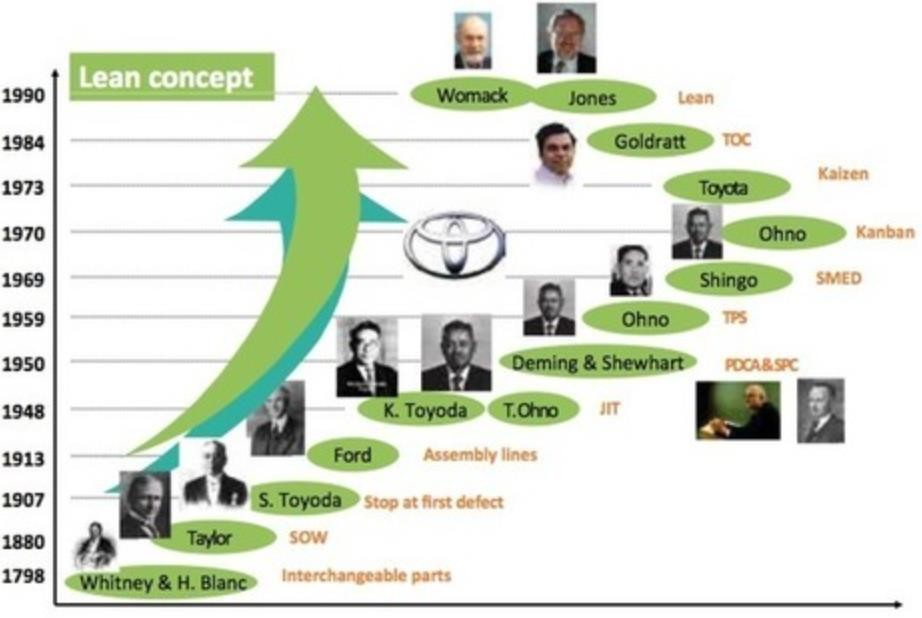 Lean concept
1990
Womack
Jones
Lean
1984
Goldratt
TOC
1973
Toyota
Kaizen
1970
Ohno
Kanban
1969
Shingo
SMED
1959
Ohno
TPS
1950
Deming & Shewhart
PDCA&SPC
1948
K. Toyoda
T.Ohno
JIT
1913
Ford
Assembly lines
1907
S. Toyoda
Stop at first defect
1880
Taylor
SOW
1798
Whitney & H. Blanc
Interchangeable parts